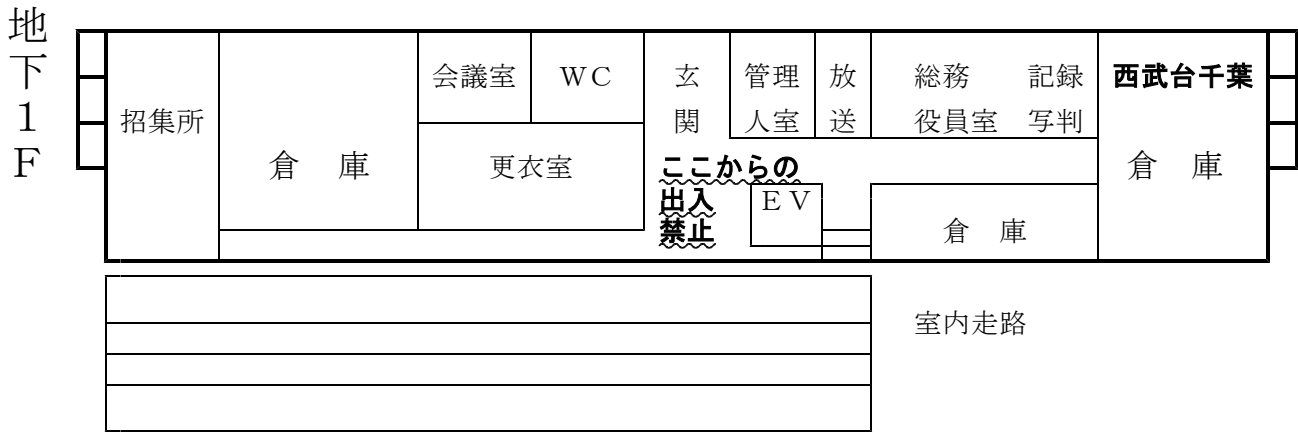 地下１Ｆ
招集所
倉　庫
会議室
ＷＣ
更衣室
玄関
管理
人室
放送
総務　記録
役員室　写判
西武台千葉
倉　庫
ここからの
出入
禁止
ＥＶ
倉　庫
室内走路